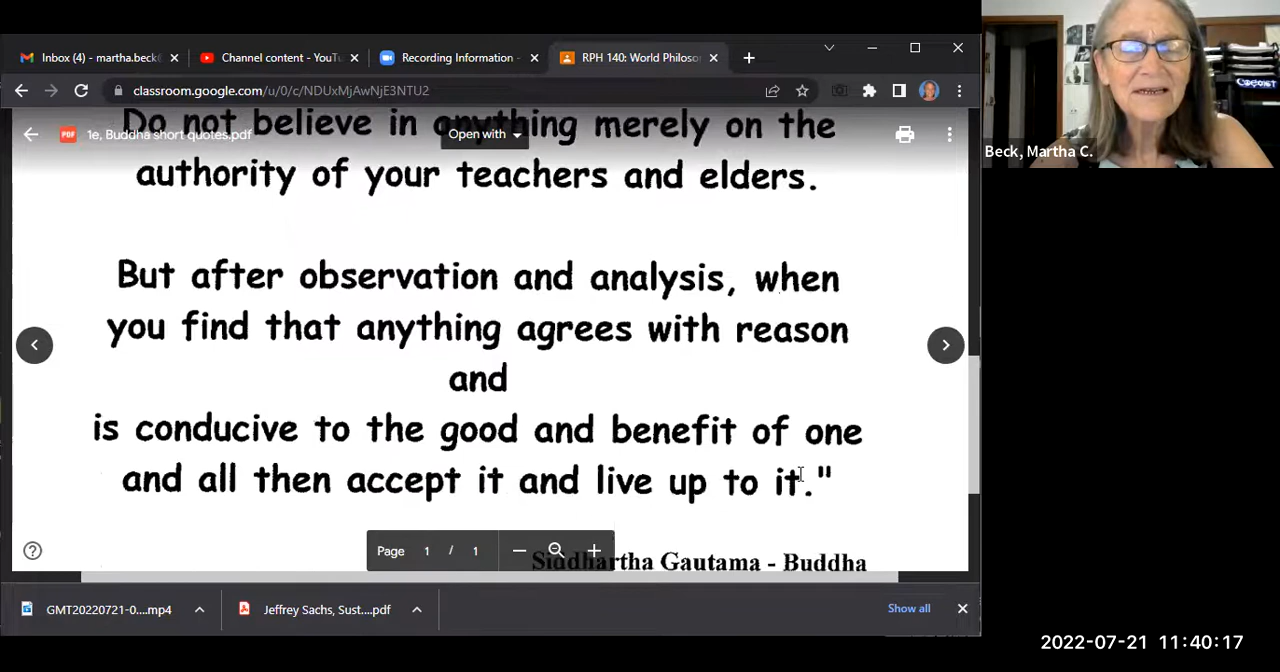 Inbox (4) - martha.beck@
Channel content - YouTu
Recording Information -
RPH 140: World Philoso
classroom.google.com/u/0/c/NDUxMjAwNjE3NTU2
1e, Buddha short quotes.pdf
Open with
Do not believe in anything merely on the
authority of your teachers and elders.
But after observation and analysis, when
you find that anything agrees with reason
and
is conducive to the good and benefit of one
and all then accept it and live up to it."
Page 1 / 1
Siddhartha Gautama - Buddha
GMT20220721-0....mp4
Jeffrey Sachs, Sust....pdf
Show all
Beck, Martha C.
COEXIST
2022-07-21 11:40:17